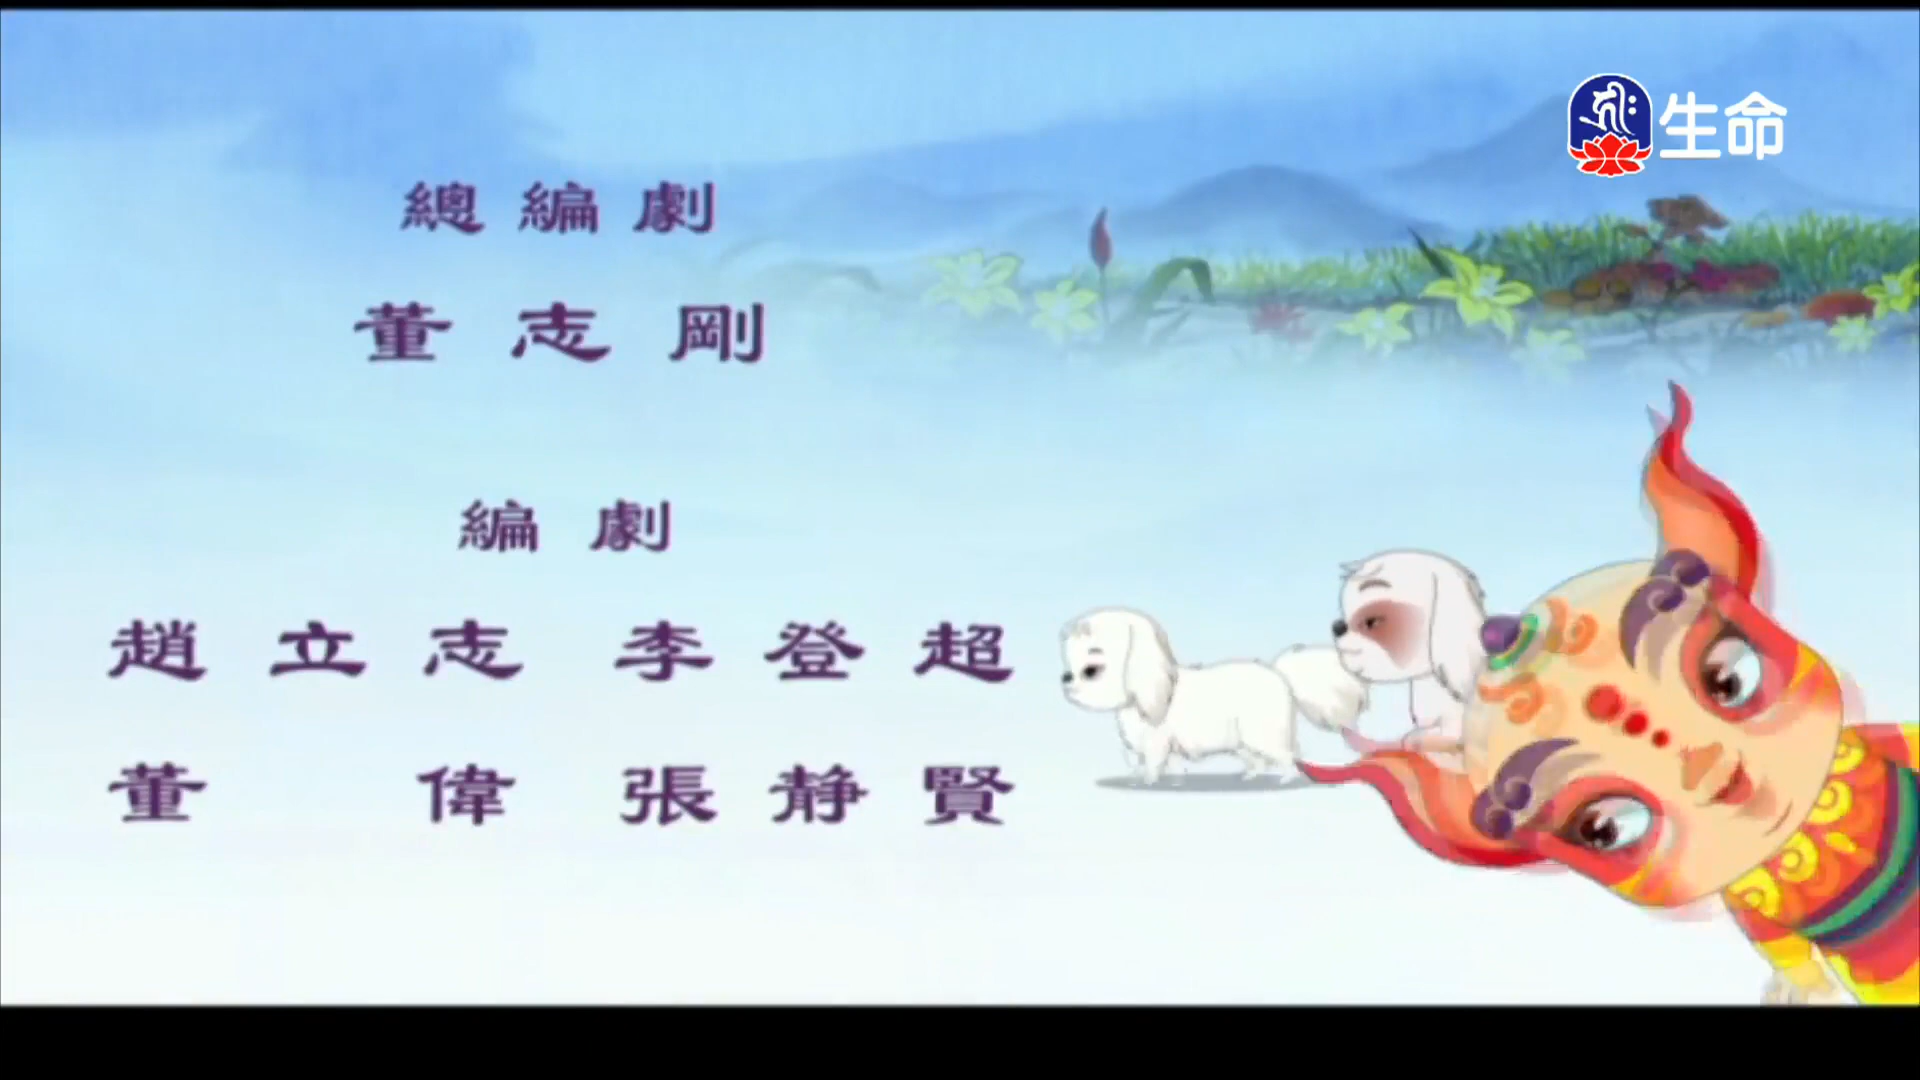 生命
總編劇
董志剛
編劇
趙立志 李登超
董偉 張静賢